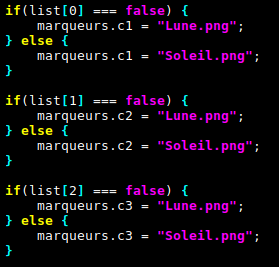 if(list[0] === false) {
    marqueurs.c1 = "Lune.png";
} else {
    marqueurs.c1 = "Soleil.png";
}
if(list[1] === false) {
    marqueurs.c2 = "Lune.png";
} else {
    marqueurs.c2 = "Soleil.png";
}
if(list[2] === false) {
    marqueurs.c3 = "Lune.png";
} else {
    marqueurs.c3 = "Soleil.png";
}